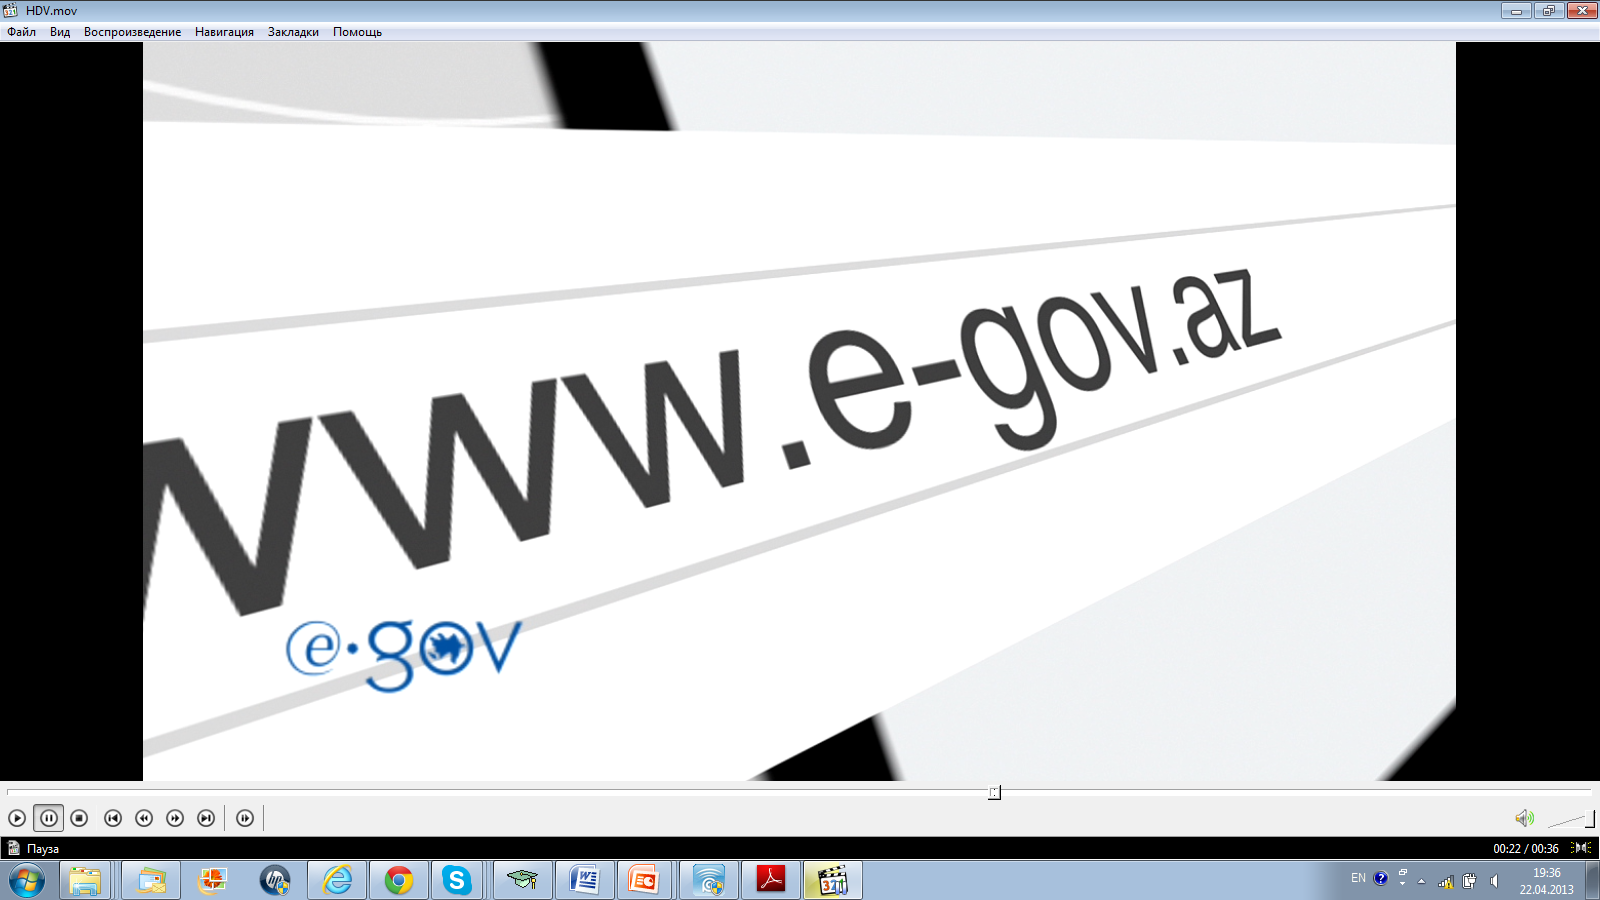 HDV.mov
Файл Вид Воспроизведение Навигация Закладки Помощь
www.e-gov.az
e·gov
Пауза
00:22 / 00:36
EN
19:36
22.04.2013